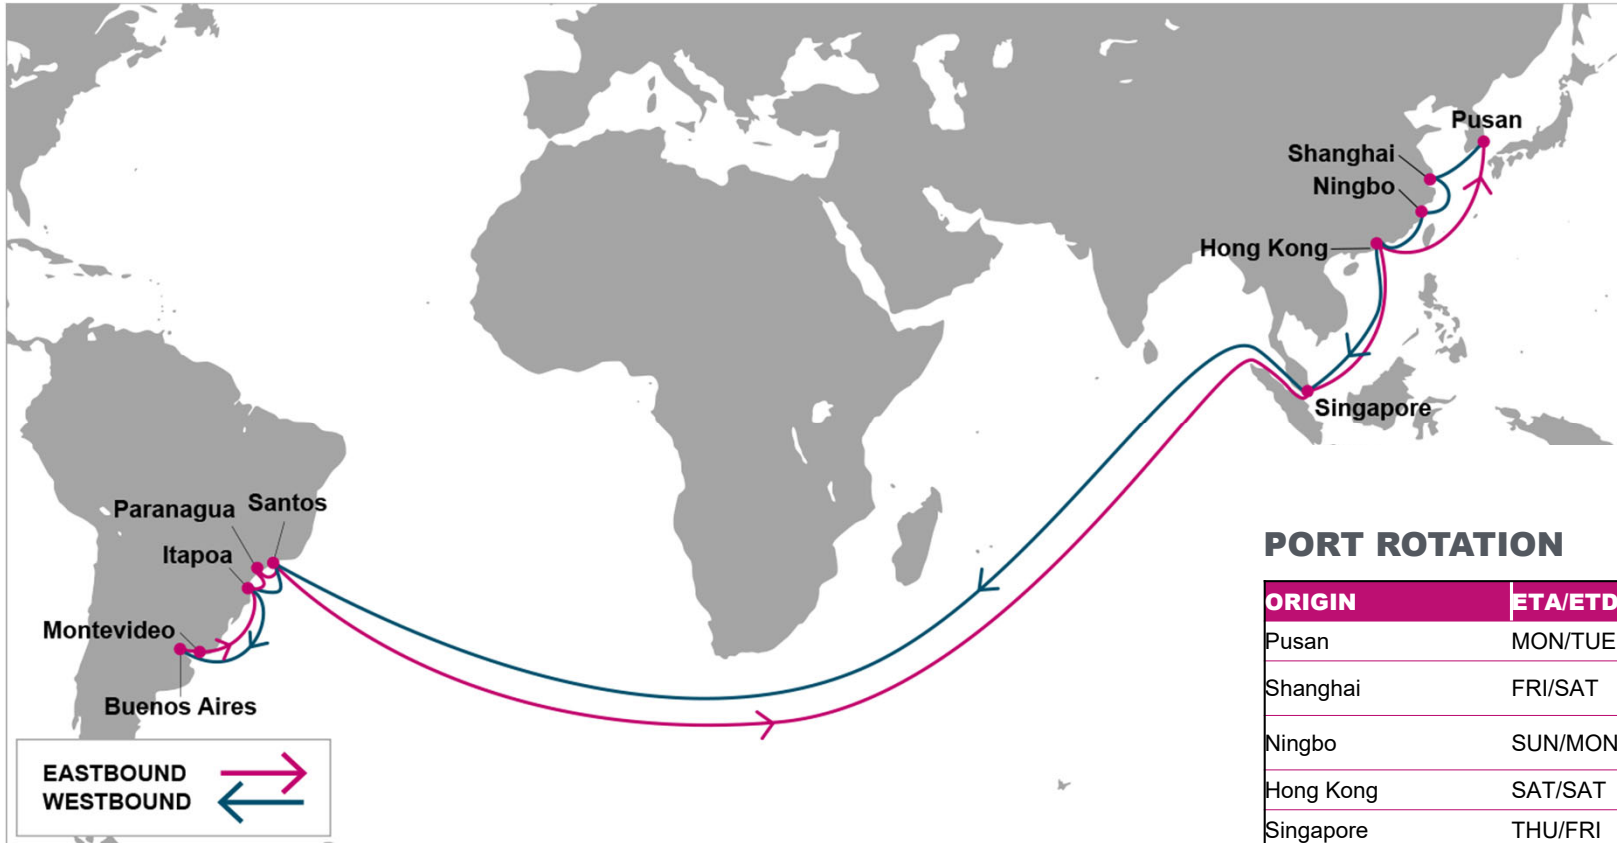 Pusan
Shanghai
Ningbo
Hong Kong
Singapore
Paranagua Santos
Itapoa
Montevideo
Buenos Aires
EASTBOUND
WESTBOUND
PORT ROTATION
ORIGIN ETA/ETD
Pusan MON/TUE
Shanghai FRI/SAT
Ningbo SUN/MON
Hong Kong SAT/SAT
Singapore THU/FRI